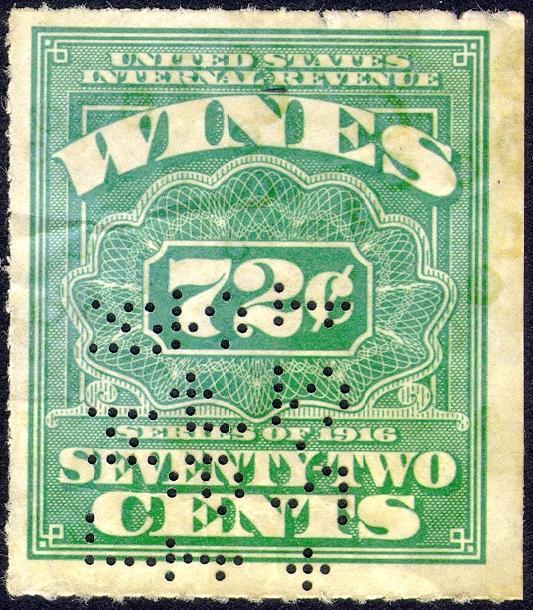 UNITED STATES
INTERNAL REVENUE
WINES
72¢
SERIES OF 1916
SEVENTY-TWO
CENTS